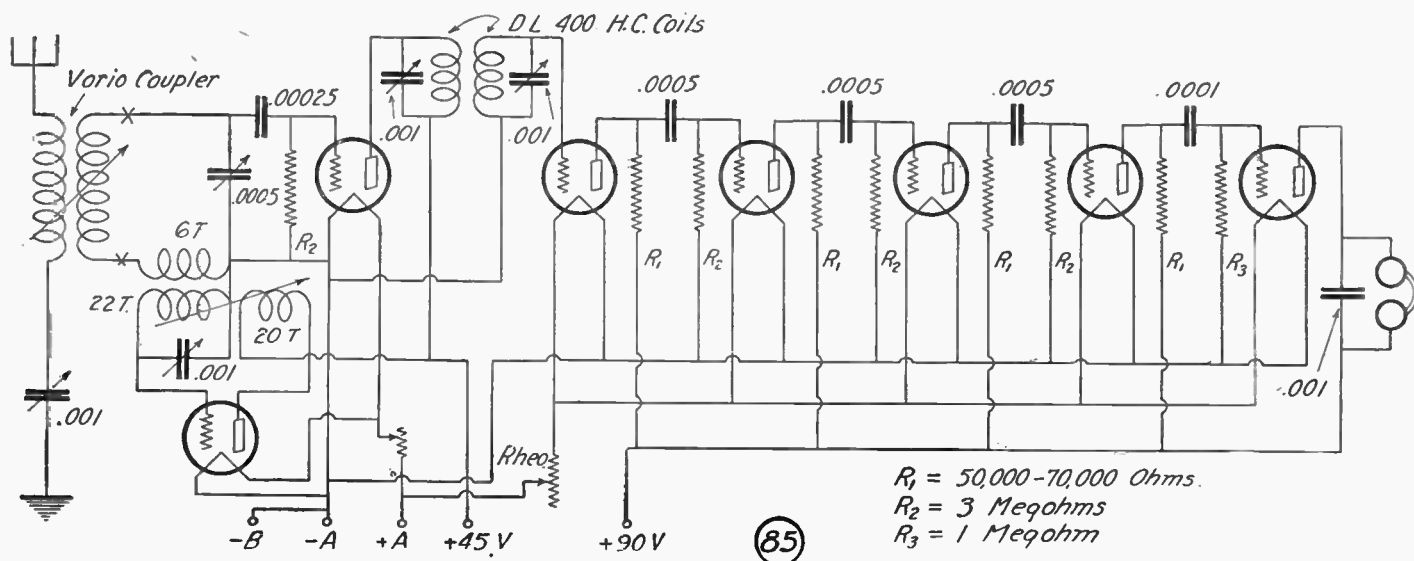 DL 400 H.C. Coils
Vario Coupler
.00025
.001
.001
.0005
.0005
.0005
.0001
.0005
6T
R2
R1
R2
R1
R2
R1
R2
R1
R3
22T.
20T
.001
.001
.001
Rheo.
R1 = 50,000-70,000 Ohms.
R2 = 3 Megohms
R3 = 1 Megohm
-B
-A
+A
+45.V
+90V
85